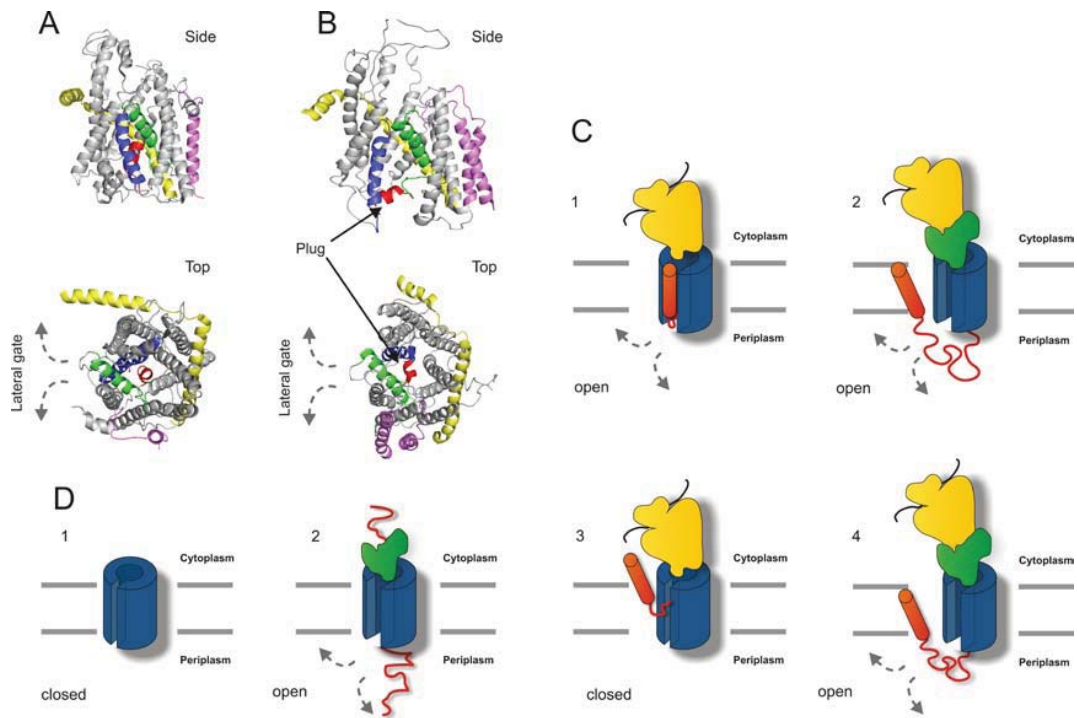 A
Side
B
Side
Plug
Top
Lateral gate
Top
Lateral gate
C
1
Cytoplasm
Periplasm
open
2
Cytoplasm
Periplasm
open
D
1
Cytoplasm
Periplasm
closed
2
Cytoplasm
Periplasm
open
3
Cytoplasm
Periplasm
closed
4
Cytoplasm
Periplasm
open